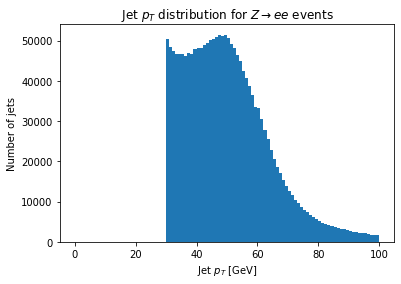 Jet $p_T$ distribution for $Z \rightarrow ee$ events
50000
40000
30000
20000
10000
0
Number of jets
0 20 40 60 80 100
Jet $p_T$ [GeV]